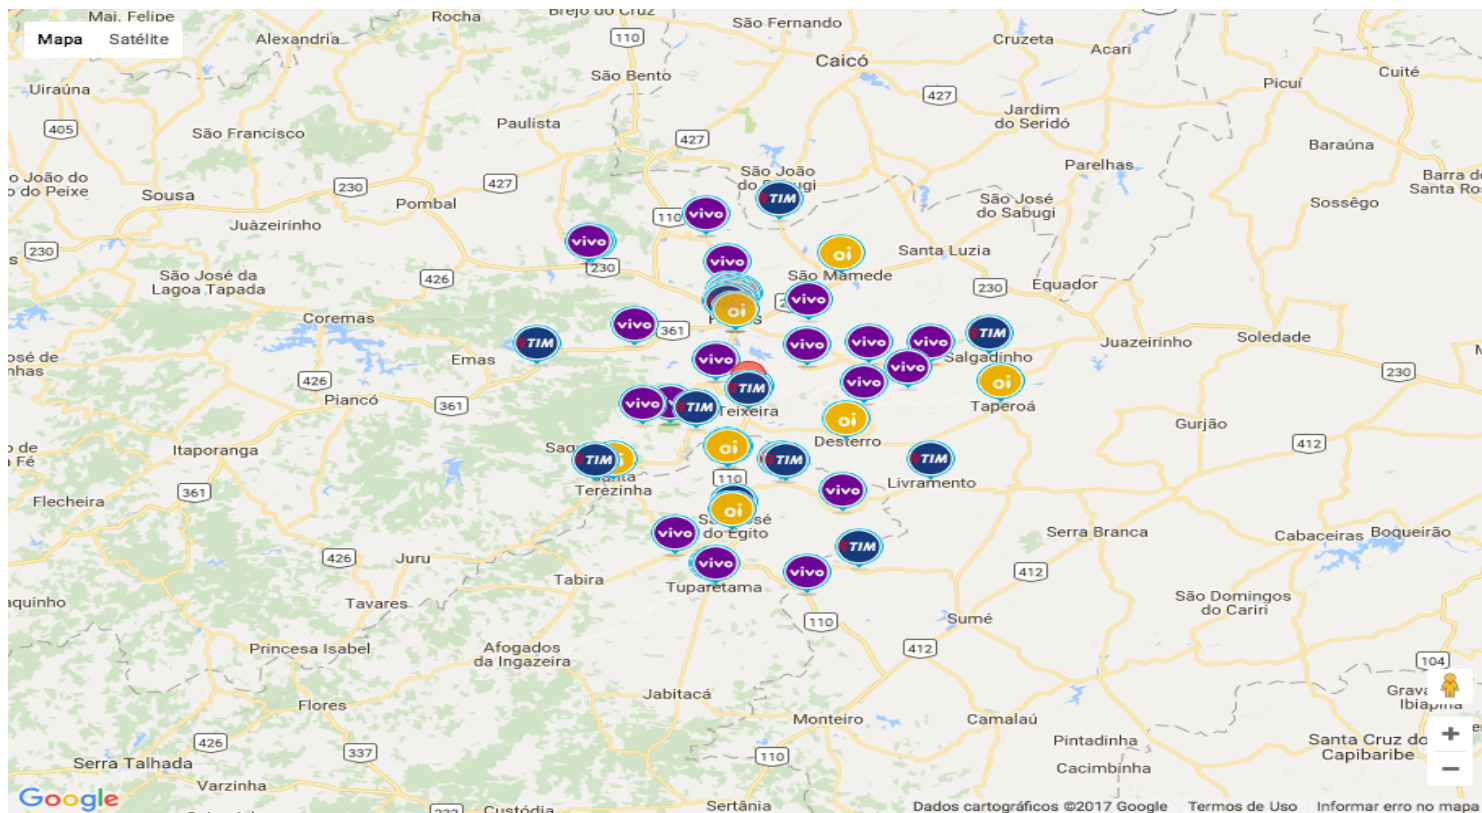 Mai. Felipe
Rocha
Brejo do Cruz
São Fernando
Mapa Satélite
Alexandria
110
Cruzeta
Acari
Caicó
São Bento
Picuí
Cuité
Uiraúna
427
Jardim
do Seridó
405
São Francisco
Paulista
427
Baraúna
Parelhas
o João do
o do Peixe
Sousa
230
427
São João
do Sabugi
TIM
Barra d
Santa Ro
Pombal
São José
do Sabugi
Sossêgo
Juàzeirinho
110
vivo
230
vivo
230
vivo
oi
Santa Luzia
São José da
Lagoa Tapada
426
São Mamede
230
Equador
vivo
oi
Coremas
vivo
361
TIM
Soledade
TIM
vivo
vivo
vivo
Juazeirinho
osé de
nhas
Emas
vivo
vivo
Salgadinho
230
426
Piancó
361
TIM
vivo
oi
Taperoá
vivo
TIM
Teixeira
oi
Desterro
Gurjão
o de
a Fé
Itaporanga
oi
412
TIM
TIM
TIM
Terezinha
110
Livramento
Flecheira
361
vivo
oi
do Egito
vivo
Serra Branca
Cabaceiras
Boqueirão
426
Juru
TIM
Tabira
vivo
vivo
412
Tuparetama
aquinho
Tavares
São Domingos
do Cariri
110
Sumé
Princesa Isabel
Afogados
da Ingazeira
412
104
Jabitacá
Grava
Ibiapina
Flores
Monteiro
Camalaú
426
337
110
Pintadinha
Santa Cruz do
Capibaribe
Serra Talhada
Cacimbinha
Varzinha
Google
Custódia
Sertânia
Dados cartográficos ©2017 Google Termos de Uso Informar erro no mapa